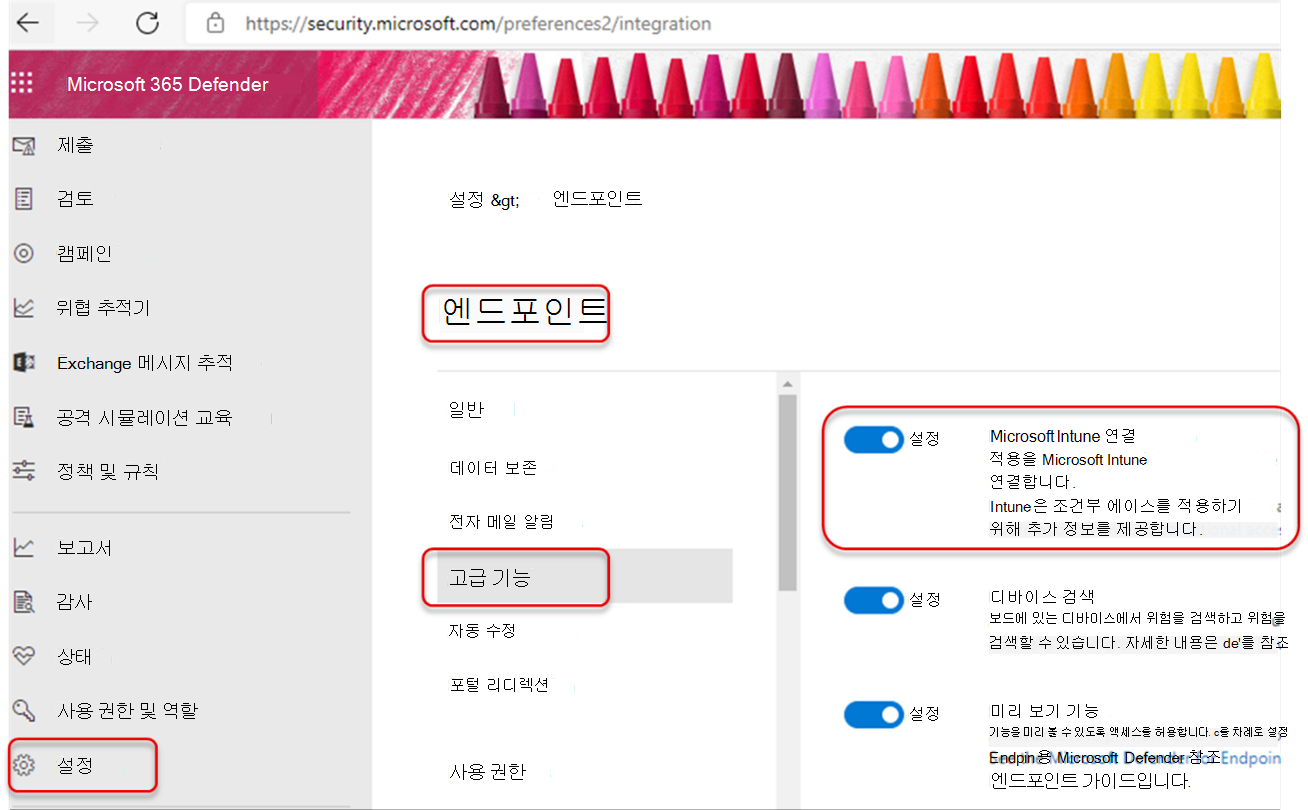 https://security.microsoft.com/preferences2/integration
Microsoft 365 Defender
제출
검토
캠페인
위협 추적기
Exchange 메시지 추적
공격 시뮬레이션 교육
정책 및 규칙
보고서
감사
상태
사용 권한 및 역할
설정
설정 &gt; 엔드포인트
엔드포인트
일반
데이터 보존
전자 메일 알림
고급 기능
자동 수정
포털 리디렉션
사용 권한
설정
Microsoft Intune 연결
적용을 Microsoft Intune
연결합니다.
Intune은 조건부 에이스를 적용하기
위해 추가 정보를 제공합니다.
설정
디바이스 검색
보드에 있는 디바이스에서 위험을 검색하고 위험을
검색할 수 있습니다. 자세한 내용은 de'를 참조
설정
미리 보기 기능
기능을 미리 볼 수 있도록 액세스를 허용합니다. c를 차례로 설정
Endpin용 Microsoft Defender 참조 Endpoin
엔드포인트 가이드입니다.